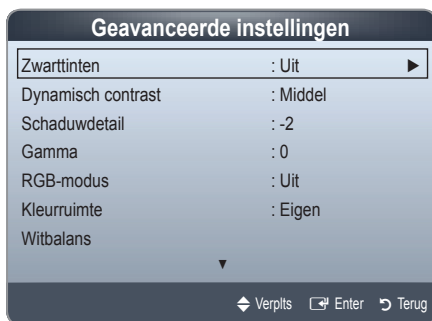 Geavanceerde instellingen
Zwarttinten : Uit ►
Dynamisch contrast : Middel
Schaduwdetail : -2
Gamma : 0
RGB-modus : Uit
Kleurruimte : Eigen
Witbalans
▼
Verplts Enter Terug